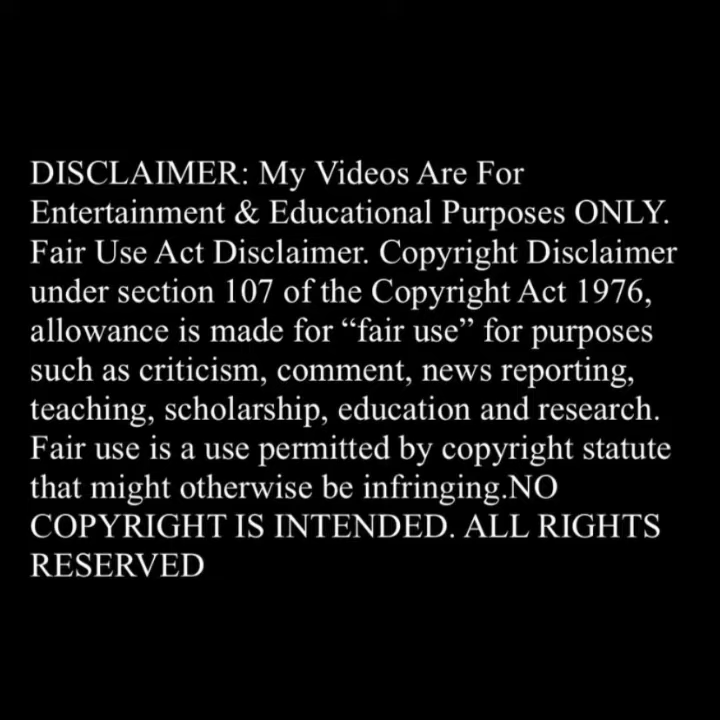 DISCLAIMER: My Videos Are For
Entertainment & Educational Purposes ONLY.
Fair Use Act Disclaimer. Copyright Disclaimer
under section 107 of the Copyright Act 1976,
allowance is made for “fair use” for purposes
such as criticism, comment, news reporting,
teaching, scholarship, education and research.
Fair use is a use permitted by copyright statute
that might otherwise be infringing.NO
COPYRIGHT IS INTENDED. ALL RIGHTS
RESERVED